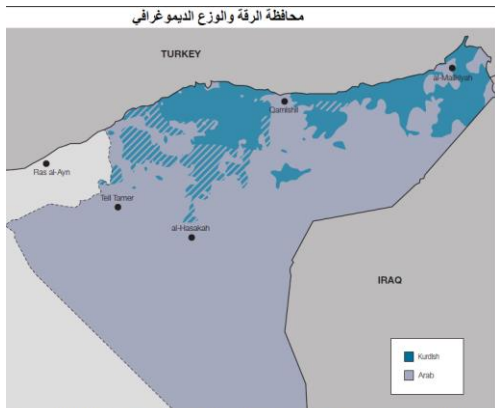 محافظة الرقة والوزع الديموغرافي
TURKEY
al-Malikiyah
Qamishli
Ras al-Ayn
Tell Tamer
al-Hasakah
IRAQ
Kurdish
Arab